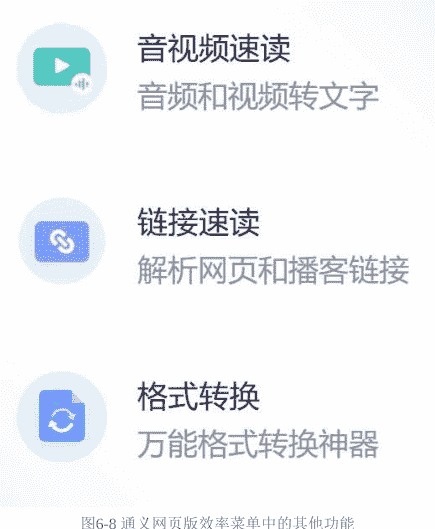 音视频速读
音频和视频转文字
链接速读
解析网页和播客链接
格式转换
万能格式转换神器
图6-8 通义网页版效率菜单中的其他功能